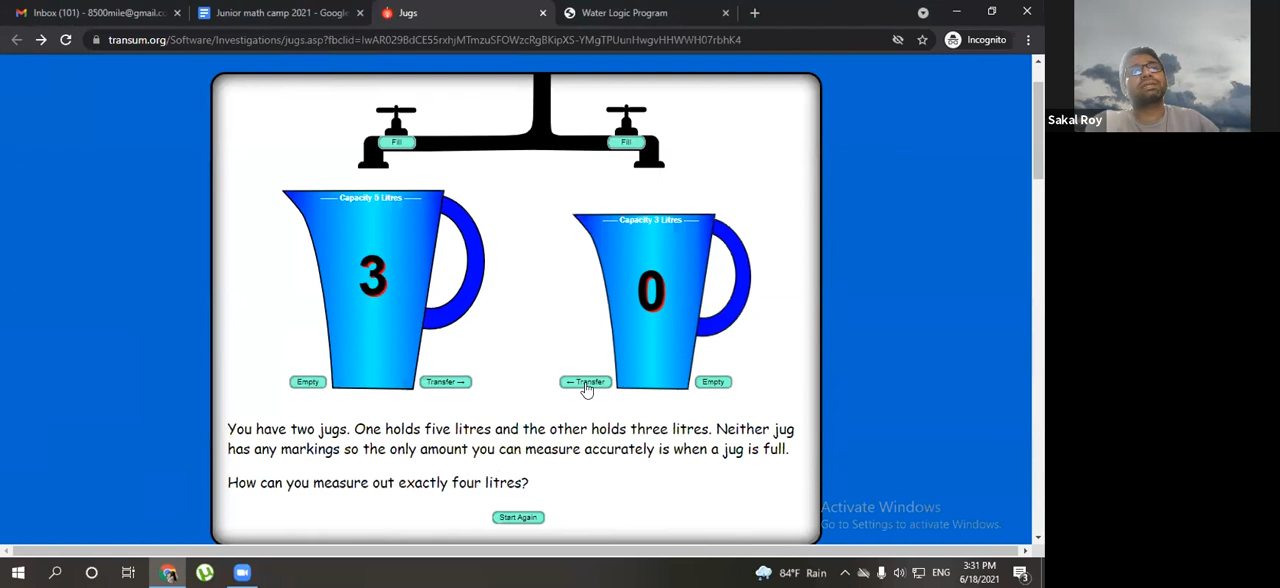 Inbox (101) - 8500mile@gmail.c
Junior math camp 2021 - Google
Jugs
Water Logic Program
transum.org/Software/Investigations/jugs.asp?fbclid=IwAR029BdCE55rxhjMTmzuSFOWzcRgBKipXS-YMgTPUunHwgvHHWWH07rbhK4
Incognito
Sakal Roy
Fill
Fill
Capacity 5 Litres
Capacity 3 Litres
3
0
Empty
Transfer →
← Transfer
Empty
You have two jugs. One holds five litres and the other holds three litres. Neither jug
has any markings so the only amount you can measure accurately is when a jug is full.
How can you measure out exactly four litres?
Start Again
Activate Windows
Go to Settings to activate Windows.
84°F Rain
ENG
3:31 PM
6/18/2021
3